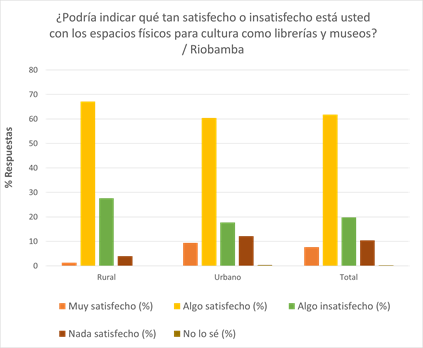 ¿Podría indicar qué tan satisfecho o insatisfecho está usted
con los espacios físicos para cultura como librerías y museos?
/ Riobamba
80
70
60
50
40
30
20
10
0
% Respuestas
Rural
Urbano
Total
Muy satisfecho (%)
Algo satisfecho (%)
Algo insatisfecho (%)
Nada satisfecho (%)
No lo sé (%)